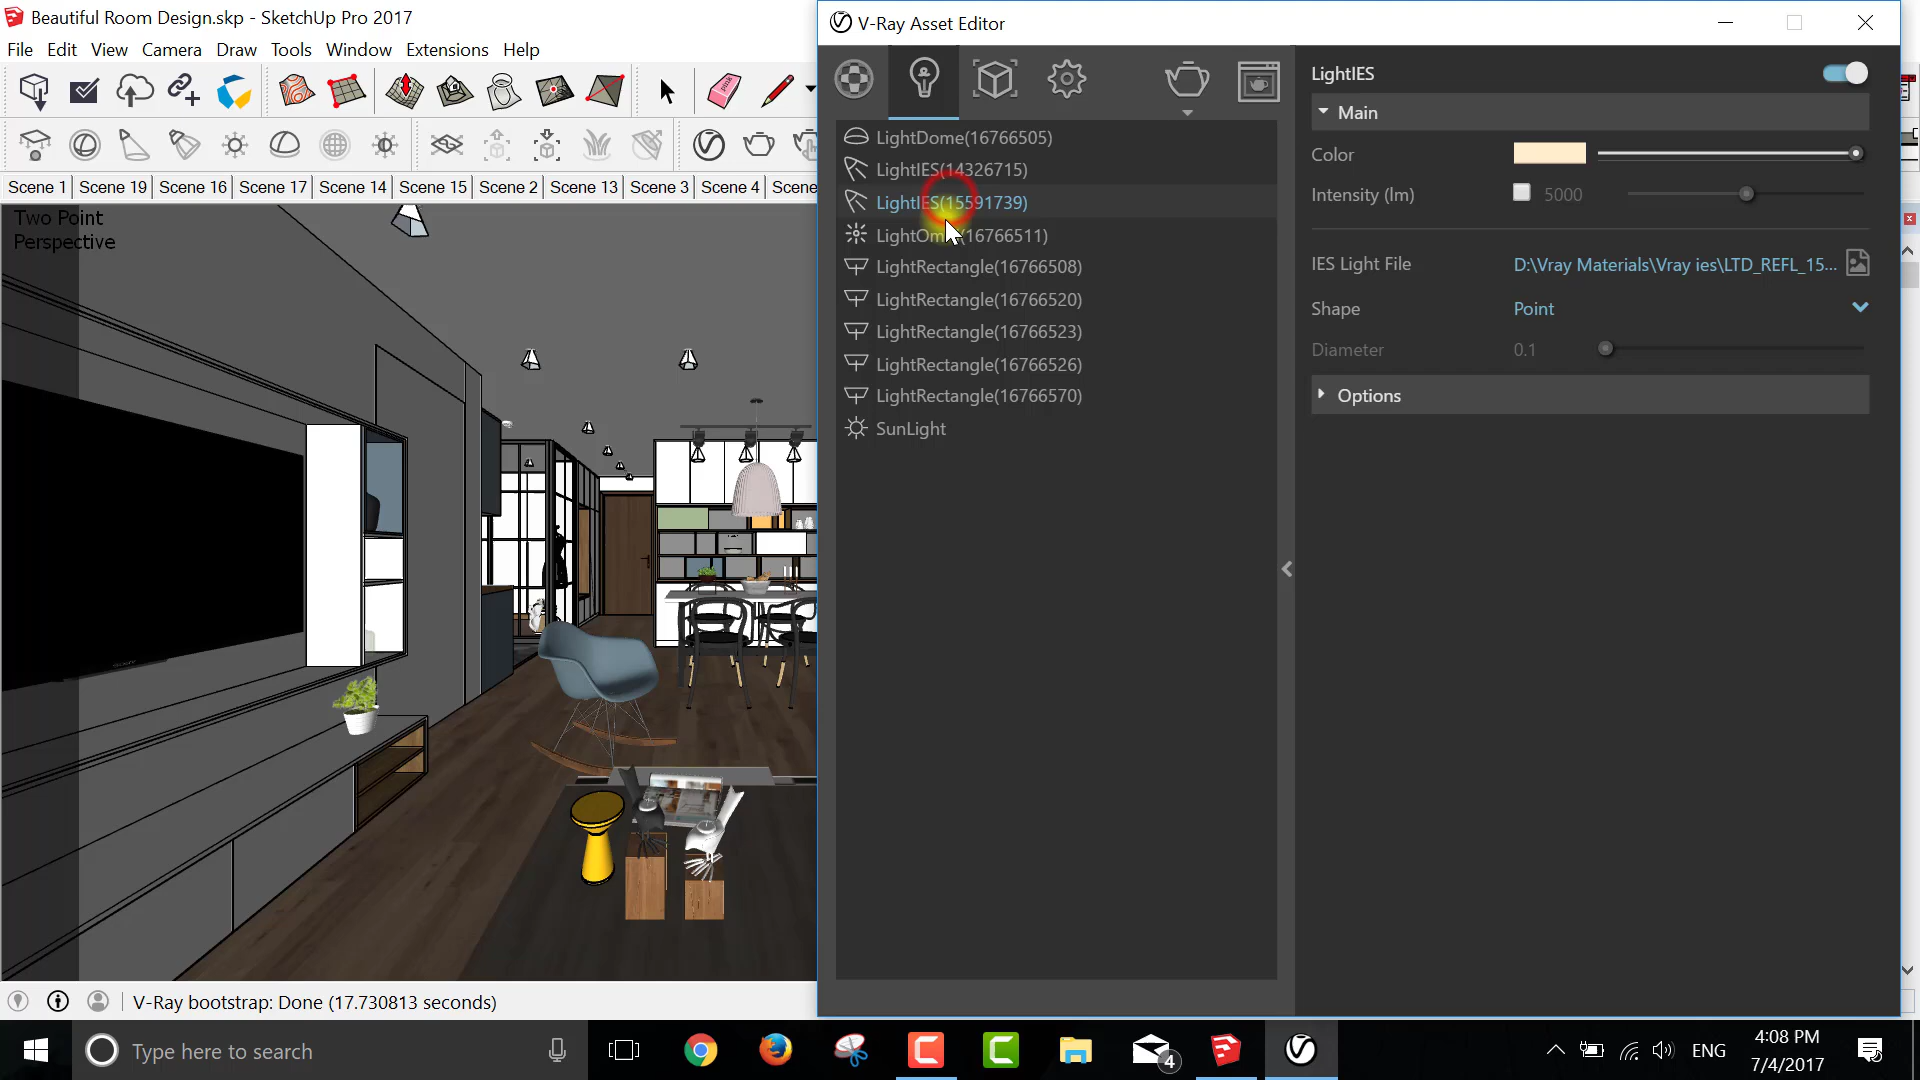 Beautiful Room Design.skp - SketchUp Pro 2017
File Edit View Camera Draw Tools Window Extensions Help
Scene 1 Scene 19 Scene 16 Scene 17 Scene 14 Scene 15 Scene 2 Scene 13 Scene 3 Scene 4 Scene
Two Point
Perspective
V-Ray bootstrap: Done (17.730813 seconds)
V-Ray Asset Editor
LightDome(16766505)
LightIES(14326715)
LightIES(15591739)
(16766511)
LightRectangle(16766508)
LightRectangle(16766520)
LightRectangle(16766523)
LightRectangle(16766526)
LightRectangle(16766570)
SunLight
LightIES
Main
Color
Intensity (lm) 5000
IES Light File D:\Vray Materials\Vray ies\LTD_REFL_15...
Shape Point
Diameter 0.1
Options
Type here to search
4
ENG
4:08 PM
7/4/2017